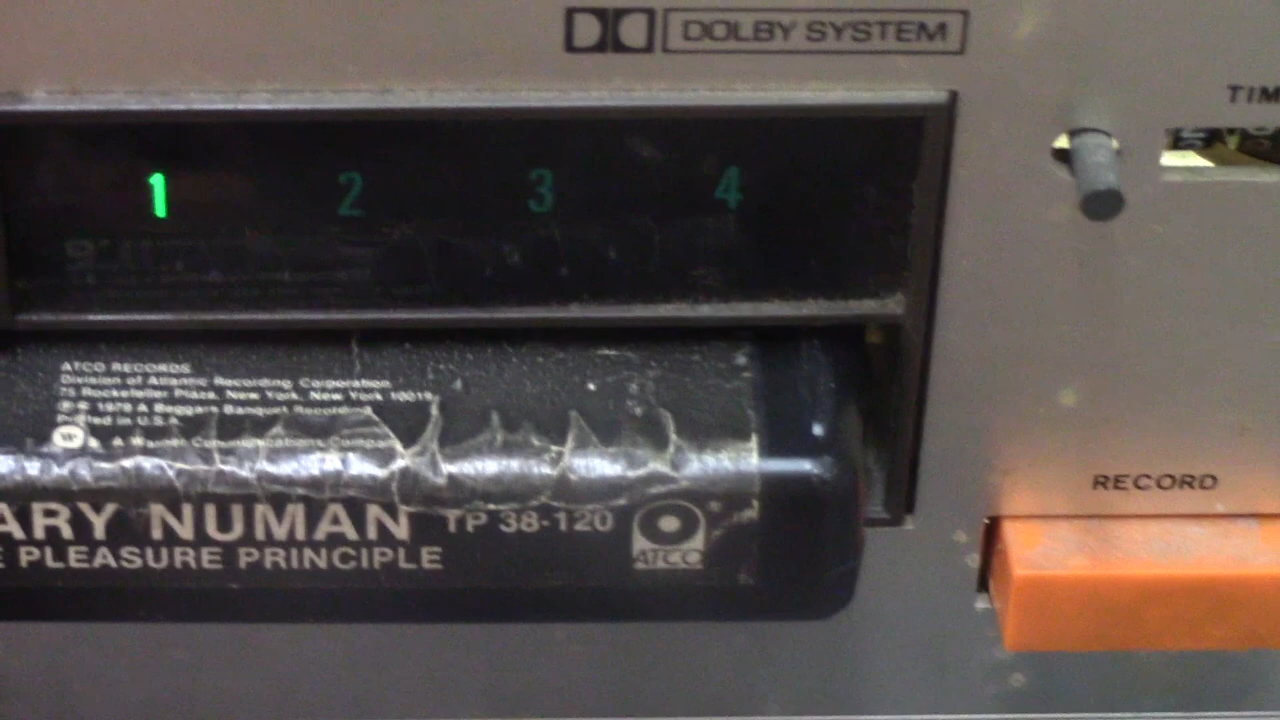 DOLBY SYSTEM
TIM
1 2 3 4
ATCO RECORDS
Division of Atlantic Recording Corporation
75 Rockefeller Plaza, New York, New York 10019
1979 A Beggars Banquet Recording
Printed in U.S.A.
A Warner Communications Company
RECORD
ARY NUMAN TP 38-120
E PLEASURE PRINCIPLE
ATCO